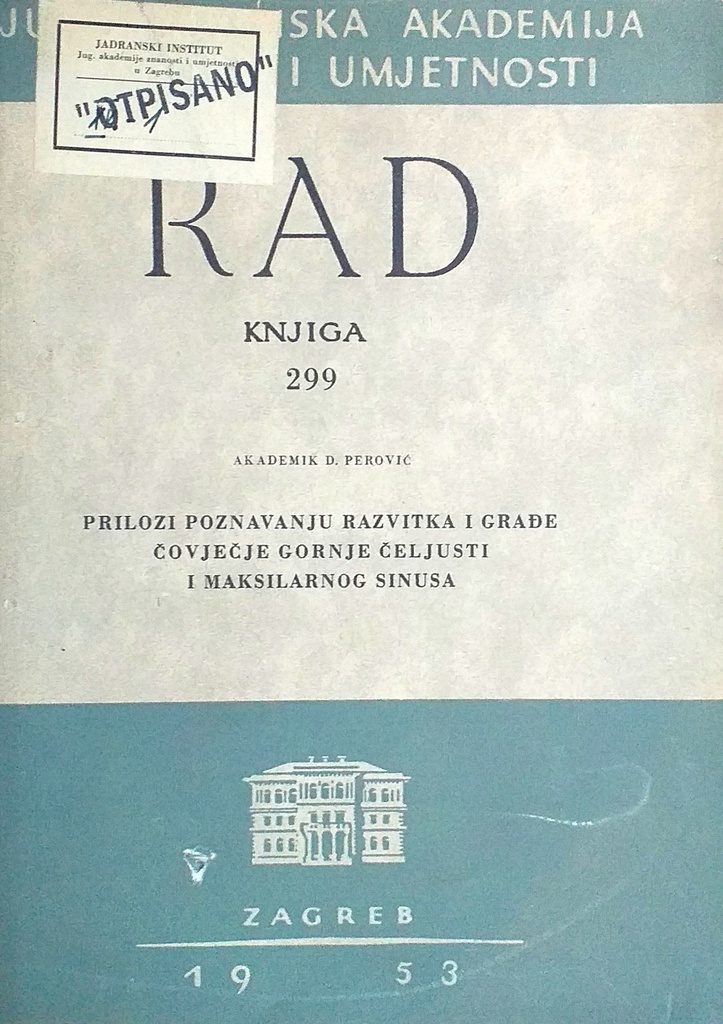 JU SKA AKADEMIJA
I UMJETNOSTI
JADRANSKI INSTITUT
Jug. akademije znanosti i umjetnosti
u Zagrebu
"OTPISANO"
RAD
KNJIGA
299
AKADEMIK D. PEROVIĆ
PRILOZI POZNAVANJU RAZVITKA I GRAĐE
ČOVJEČJE GORNJE ČELJUSTI
I MAKSILARNOG SINUSA
ZAGREB
19 53